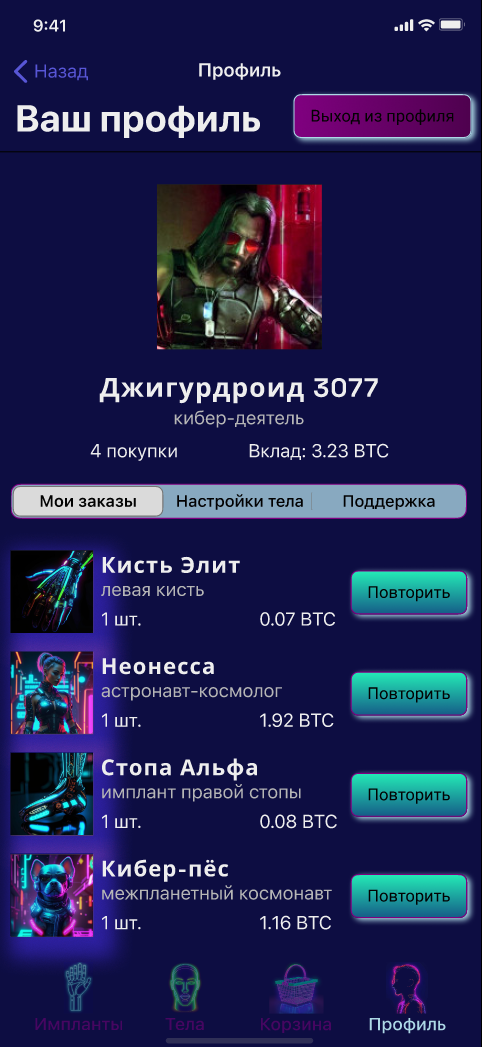 9:41
Назад
Профиль
Ваш профиль
Выход из профиля
Джигурдроид 3077
кибер-деятель
4 покупки
Вклад: 3.23 BTC
Мои заказы
Настройки тела
Поддержка
Кисть Элит
левая кисть
1 шт.
0.07 BTC
Повторить
Неонесса
астронавт-космолог
1 шт.
1.92 BTC
Повторить
Стопа Альфа
имплант правой стопы
1 шт.
0.08 BTC
Повторить
Кибер-пёс
межпланетный космонавт
1 шт.
1.16 BTC
Повторить
Импланты
Тела
Корзина
Профиль